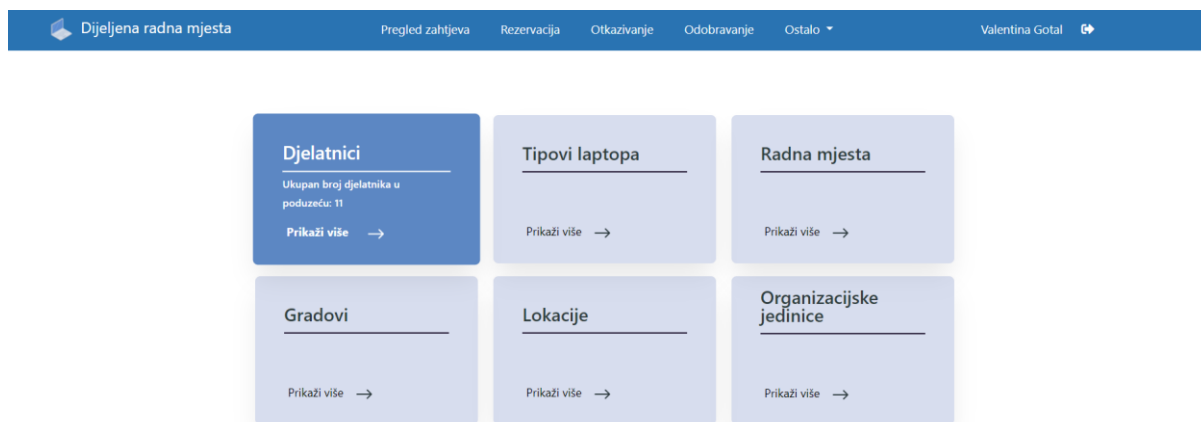 Dijeljena radna mjesta
Pregled zahtjeva
Rezervacija
Otkazivanje
Odobravanje
Ostalo
Valentina Gotal
Djelatnici
Ukupan broj djelatnika u
poduzeću: 11
Prikaži više
Tipovi laptopa
Prikaži više
Radna mjesta
Prikaži više
Gradovi
Prikaži više
Lokacije
Prikaži više
Organizacijske
jedinice
Prikaži više